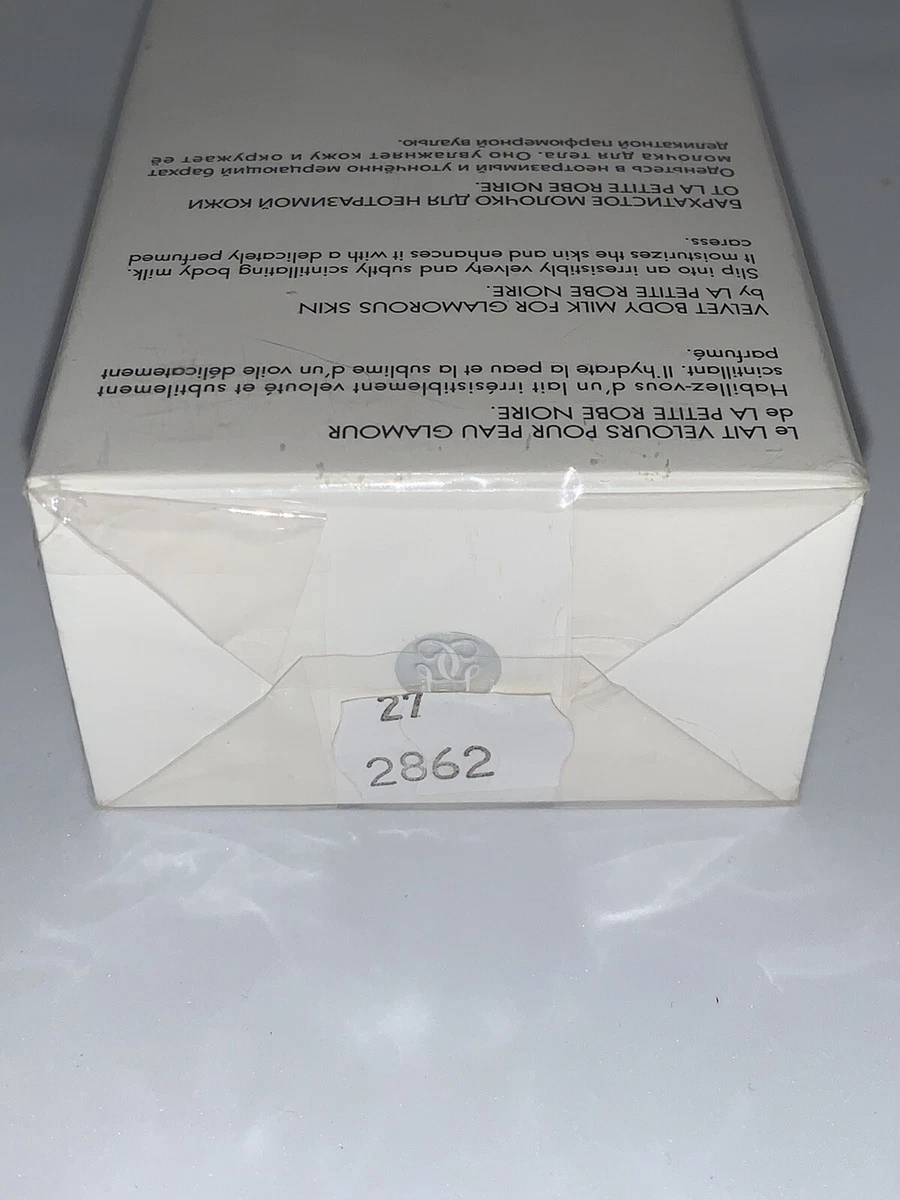 Le LAIT VELOURS POUR PEAU GLAMOUR
de LA PETITE ROBE NOIRE.
Habillez-vous d'un lait irrésistiblement velouté et subtilement
scintillant. Il hydrate la peau et la sublime d'un voile délicatement
parfumé.
VELVET BODY MILK FOR GLAMOROUS SKIN
by LA PETITE ROBE NOIRE.
Slip into an irresistibly velvety and subtly scintillating body milk.
It moisturizes the skin and enhances it with a delicately perfumed
caress.
БАРХАТИСТОЕ МОЛОЧКО ДЛЯ НЕОТРАЗИМОЙ КОЖИ
ОТ LA PETITE ROBE NOIRE.
Оденьтесь в неотразимый и утончённо мерцающий бархат
молочка для тела. Оно увлажняет кожу и окружает её
деликатной парфюмерной вуалью.
27
2862